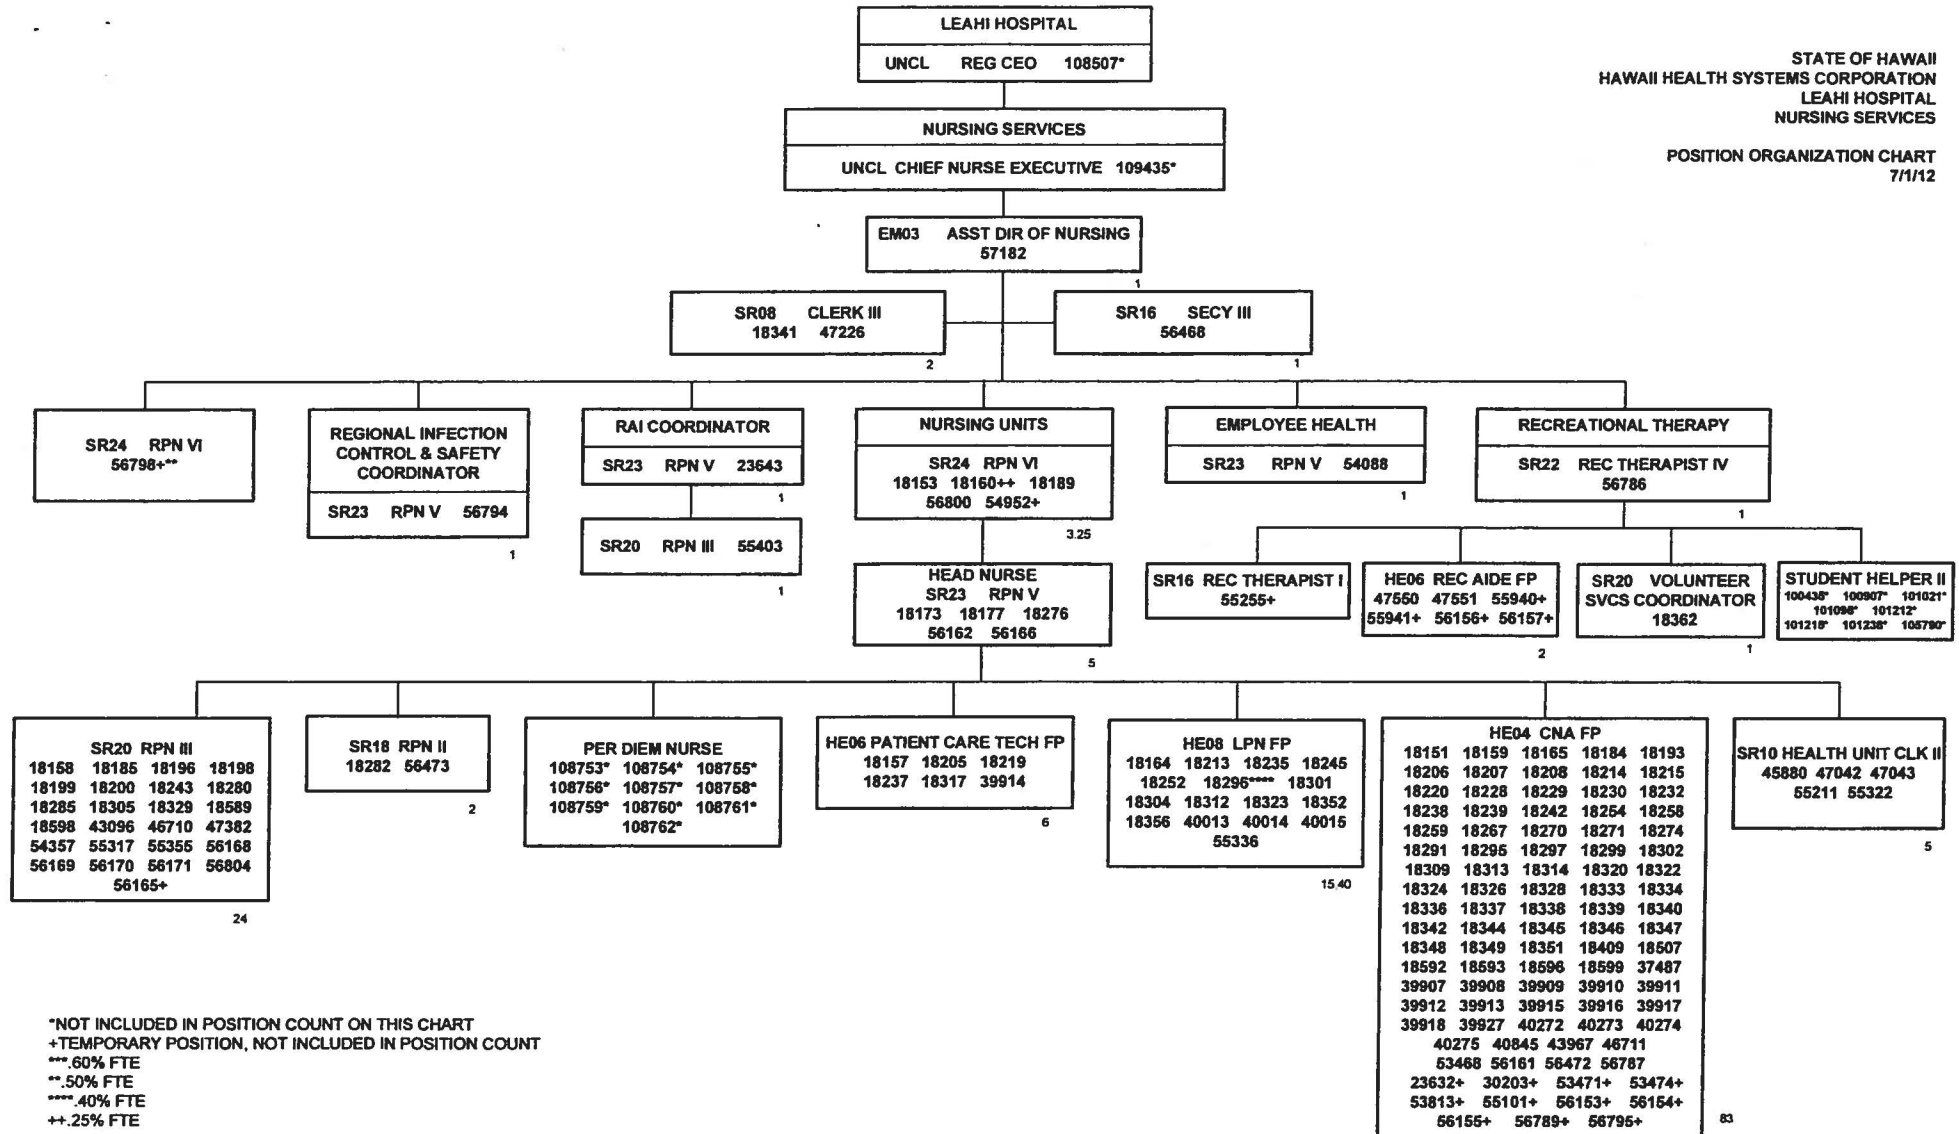 LEAHI HOSPITAL
UNCL REG CEO 108507*
STATE OF HAWAII
HAWAII HEALTH SYSTEMS CORPORATION
LEAHI HOSPITAL
NURSING SERVICES
POSITION ORGANIZATION CHART
7/1/12
NURSING SERVICES
UNCL CHIEF NURSE EXECUTIVE 109435*
EM03 ASST DIR OF NURSING
57182
1
SR08 CLERK III
18341 47226
2
SR16 SECY III
56468
1
SR24 RPN VI
56798+**
REGIONAL INFECTION
CONTROL & SAFETY
COORDINATOR
SR23 RPN V 56794
1
RAI COORDINATOR
SR23 RPN V 23643
1
SR20 RPN III 55403
1
NURSING UNITS
SR24 RPN VI
18153 18160++ 18189
56800 54952+
3.25
HEAD NURSE
SR23 RPN V
18173 18177 18276
56162 56166
5
EMPLOYEE HEALTH
SR23 RPN V 54088
1
RECREATIONAL THERAPY
SR22 REC THERAPIST IV
56786
1
SR16 REC THERAPIST I
55255+
HE06 REC AIDE FP
47550 47551 55940+
55941+ 56156+ 56157+
2
SR20 VOLUNTEER
SVCS COORDINATOR
18362
1
STUDENT HELPER II
100438* 100907* 101021*
101098* 101212*
101218* 101238* 105790*
SR20 RPN III
18158 18185 18196 18198
18199 18200 18243 18280
18285 18305 18329 18589
18598 43096 46710 47382
54357 55317 55355 56168
56169 56170 56171 56804
56165+
24
SR18 RPN II
18282 56473
2
PER DIEM NURSE
108753* 108754* 108755*
108756* 108757* 108758*
108759* 108760* 108761*
108762*
HE06 PATIENT CARE TECH FP
18157 18205 18219
18237 18317 39914
6
HE08 LPN FP
18164 18213 18235 18245
18252 18296**** 18301
18304 18312 18323 18352
18356 40013 40014 40015
55336
15.40
HE04 CNA FP
18151 18159 18165 18184 18193
18206 18207 18208 18214 18215
18220 18228 18229 18230 18232
18238 18239 18242 18254 18258
18259 18267 18270 18271 18274
18291 18295 18297 18299 18302
18309 18313 18314 18320 18322
18324 18326 18328 18333 18334
18336 18337 18338 18339 18340
18342 18344 18345 18346 18347
18348 18349 18351 18409 18507
18592 18593 18596 18599 37487
39907 39908 39909 39910 39911
39912 39913 39915 39916 39917
39918 39927 40272 40273 40274
40275 40845 43967 46711
53468 56161 56472 56787
23632+ 30203+ 53471+ 53474+
53813+ 55101+ 56153+ 56154+
56155+ 56789+ 56795+
83
SR10 HEALTH UNIT CLK II
45880 47042 47043
55211 55322
5
*NOT INCLUDED IN POSITION COUNT ON THIS CHART
+TEMPORARY POSITION, NOT INCLUDED IN POSITION COUNT
***.60% FTE
**.50% FTE
****.40% FTE
++.25% FTE